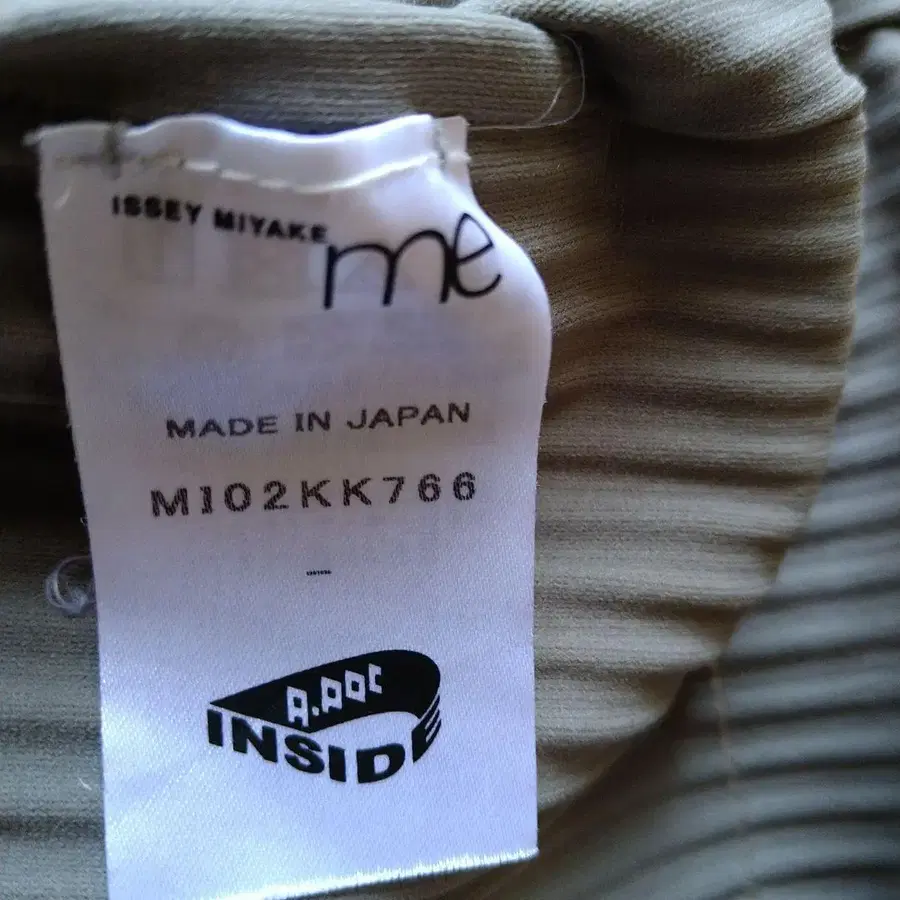 ISSEY MIYAKE
me
MADE IN JAPAN
MI02KK766
A.POC
INSIDE